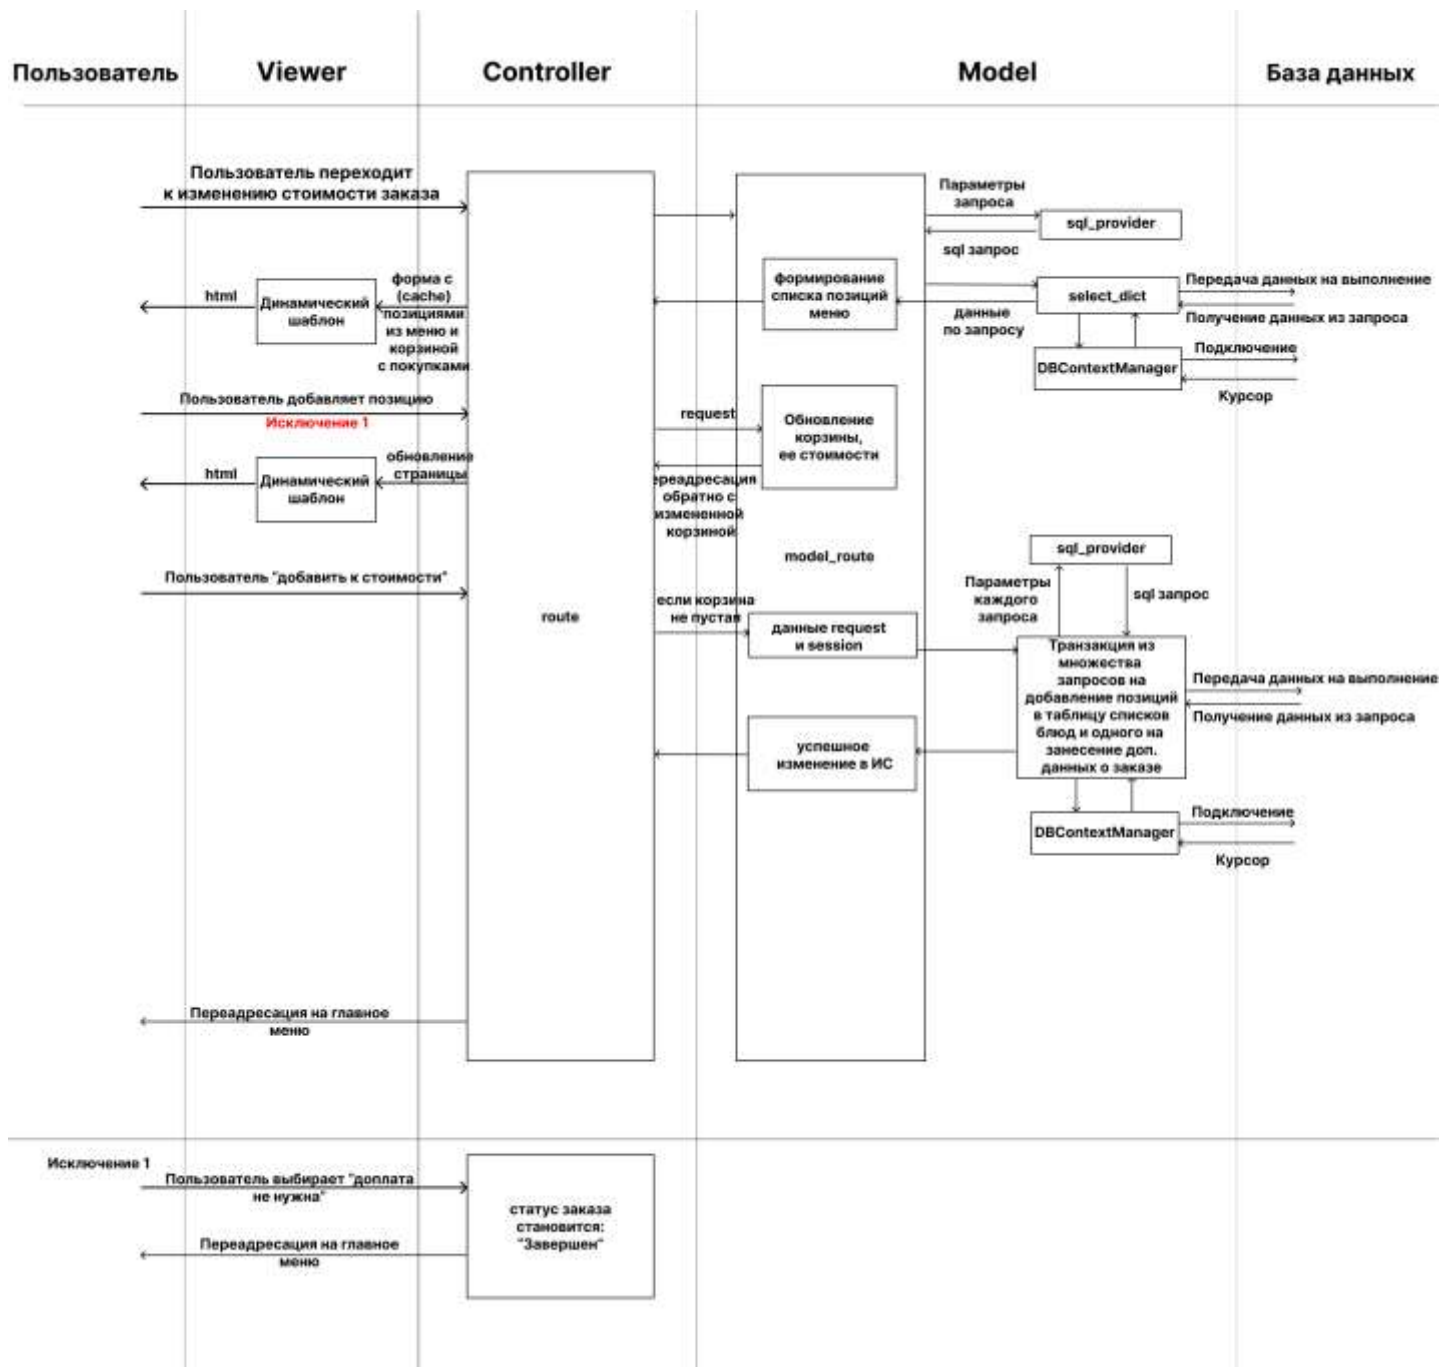 Пользователь
Viewer
Controller
Model
База данных
Пользователь переходит
к изменению стоимости заказа
Параметры
запроса
sql_provider
sql запрос
html
Динамический
шаблон
форма с
(cache)
позициями
из меню и
корзиной
с покупками
формирование
списка позиций
меню
данные
по запросу
select_dict
Передача данных на выполнение
Получение данных из запроса
DBContextManager
Подключение
Курсор
Пользователь добавляет позицию
Исключение 1
request
Обновление
корзины,
ее стоимости
html
Динамический
шаблон
обновление
страницы
ереадресация
обратно с
измененной
корзиной
model_route
sql_provider
Параметры
каждого
запроса
sql запрос
Пользователь "добавить к стоимости"
route
если корзина
не пустая
данные request
и session
Транзакция из
множества
запросов на
добавление позиций
в таблицу списков
блюд и одного на
занесение доп.
данных о заказе
Передача данных на выполнение
Получение данных из запроса
успешное
изменение в ИС
DBContextManager
Подключение
Курсор
Переадресация на главное
меню
Исключение 1
Пользователь выбирает "доплата
не нужна"
статус заказа
становится:
"Завершен"
Переадресация на главное
меню